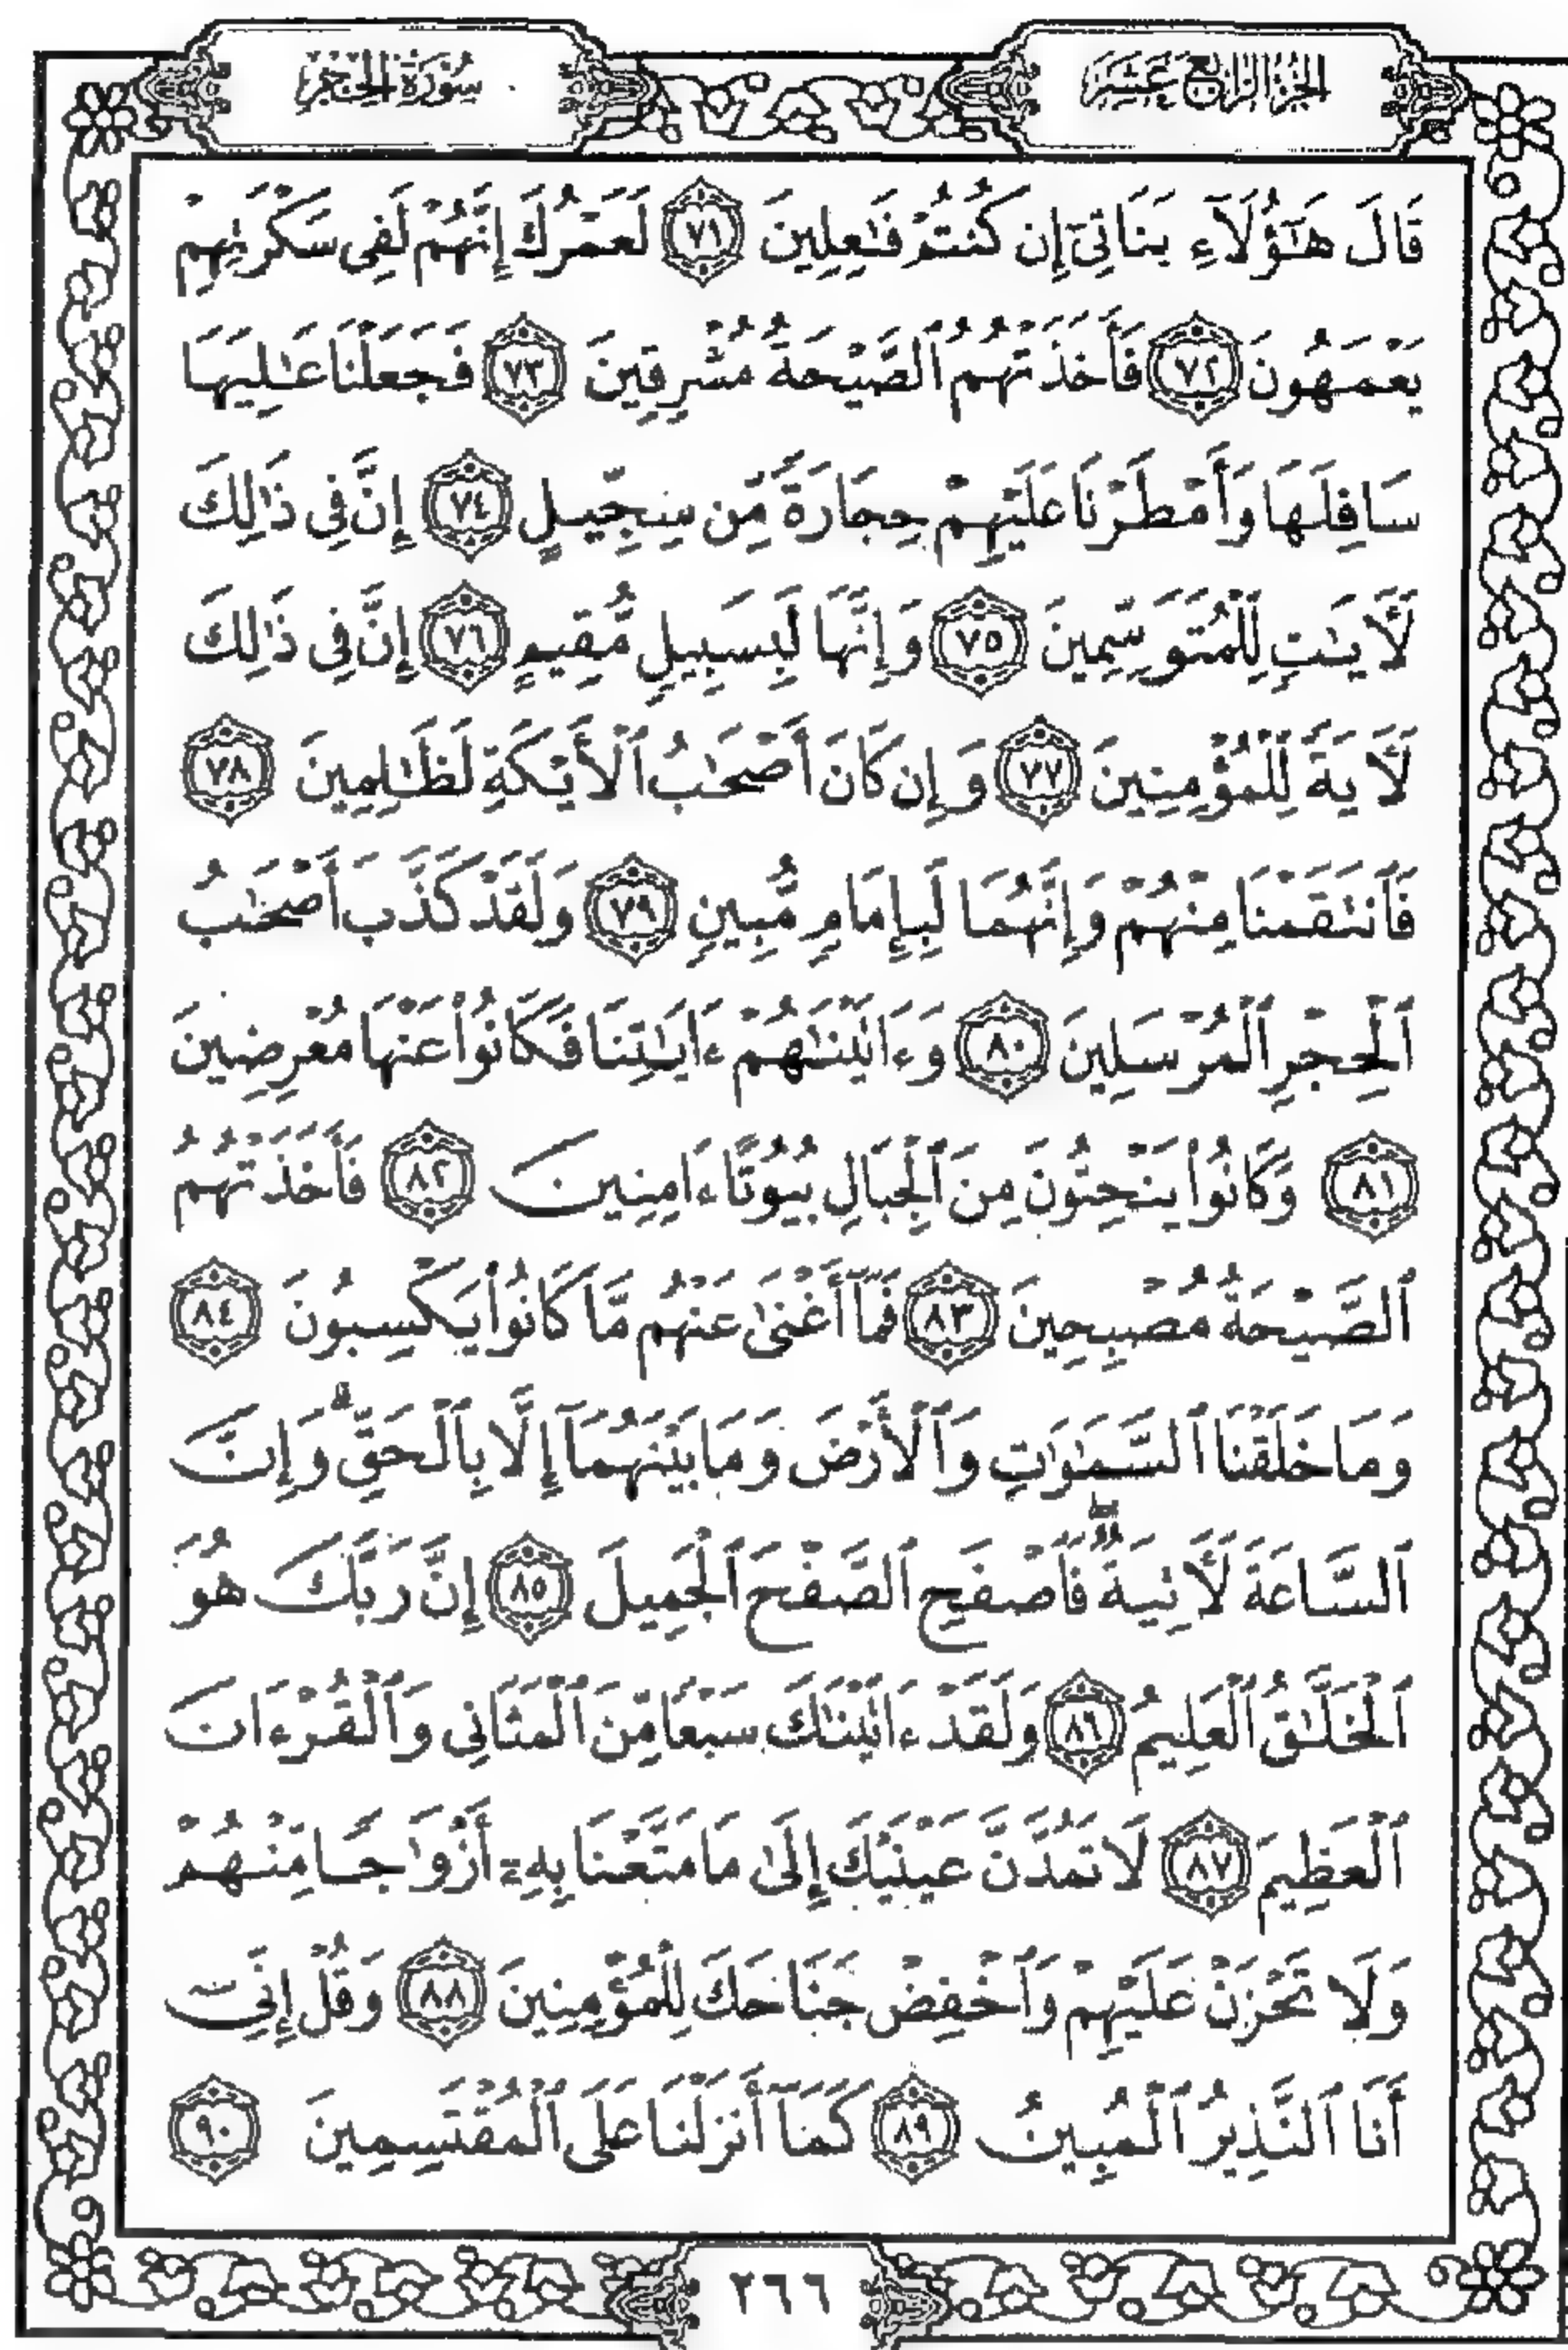 الجزء الرابع عشر
سورة الحجر
قَالَ هَٰٓؤُلَآءِ بَنَاتِىٓ إِن كُنتُمْ فَٰعِلِينَ ٧١ لَعَمْرُكَ إِنَّهُمْ لَفِى سَكْرَتِهِمْ
يَعْمَهُونَ ٧٢ فَأَخَذَتْهُمُ ٱلصَّيْحَةُ مُشْرِقِينَ ٧٣ فَجَعَلْنَا عَٰلِيَهَا
سَافِلَهَا وَأَمْطَرْنَا عَلَيْهِمْ حِجَارَةً مِّن سِجِّيلٍ ٧٤ إِنَّ فِى ذَٰلِكَ
لَأٓيَٰتٍ لِّلْمُتَوَسِّمِينَ ٧٥ وَإِنَّهَا لَبِسَبِيلٍ مُّقِيمٍ ٧٦ إِنَّ فِى ذَٰلِكَ
لَأٓيَةً لِّلْمُؤْمِنِينَ ٧٧ وَإِن كَانَ أَصْحَٰبُ ٱلْأَيْكَةِ لَظَٰلِمِينَ ٧٨
فَٱنتَقَمْنَا مِنْهُمْ وَإِنَّهُمَا لَبِإِمَامٍ مُّبِينٍ ٧٩ وَلَقَدْ كَذَّبَ أَصْحَٰبُ
ٱلْحِجْرِ ٱلْمُرْسَلِينَ ٨٠ وَءَاتَيْنَٰهُمْ ءَايَٰتِنَا فَكَانُوا۟ عَنْهَا مُعْرِضِينَ
٨١ وَكَانُوا۟ يَنْحِتُونَ مِنَ ٱلْجِبَالِ بُيُوتًا ءَامِنِينَ ٨٢ فَأَخَذَتْهُمُ
ٱلصَّيْحَةُ مُصْبِحِينَ ٨٣ فَمَآ أَغْنَىٰ عَنْهُم مَّا كَانُوا۟ يَكْسِبُونَ ٨٤
وَمَا خَلَقْنَا ٱلسَّمَٰوَٰتِ وَٱلْأَرْضَ وَمَا بَيْنَهُمَآ إِلَّا بِٱلْحَقِّ ۗ وَإِنَّ
ٱلسَّاعَةَ لَأٓتِيَةٌ ۖ فَٱصْفَحِ ٱلصَّفْحَ ٱلْجَمِيلَ ٨٥ إِنَّ رَبَّكَ هُوَ
ٱلْخَلَّٰقُ ٱلْعَلِيمُ ٨٦ وَلَقَدْ ءَاتَيْنَٰكَ سَبْعًا مِّنَ ٱلْمَثَانِى وَٱلْقُرْءَانَ
ٱلْعَظِيمَ ٨٧ لَا تَمُدَّنَّ عَيْنَيْكَ إِلَىٰ مَا مَتَّعْنَا بِهِۦٓ أَزْوَٰجًا مِّنْهُمْ
وَلَا تَحْزَنْ عَلَيْهِمْ وَٱخْفِضْ جَنَاحَكَ لِلْمُؤْمِنِينَ ٨٨ وَقُلْ إِنِّىٓ
أَنَا ٱلنَّذِيرُ ٱلْمُبِينُ ٨٩ كَمَآ أَنزَلْنَا عَلَى ٱلْمُقْتَسِمِينَ ٩٠
٢٦٦